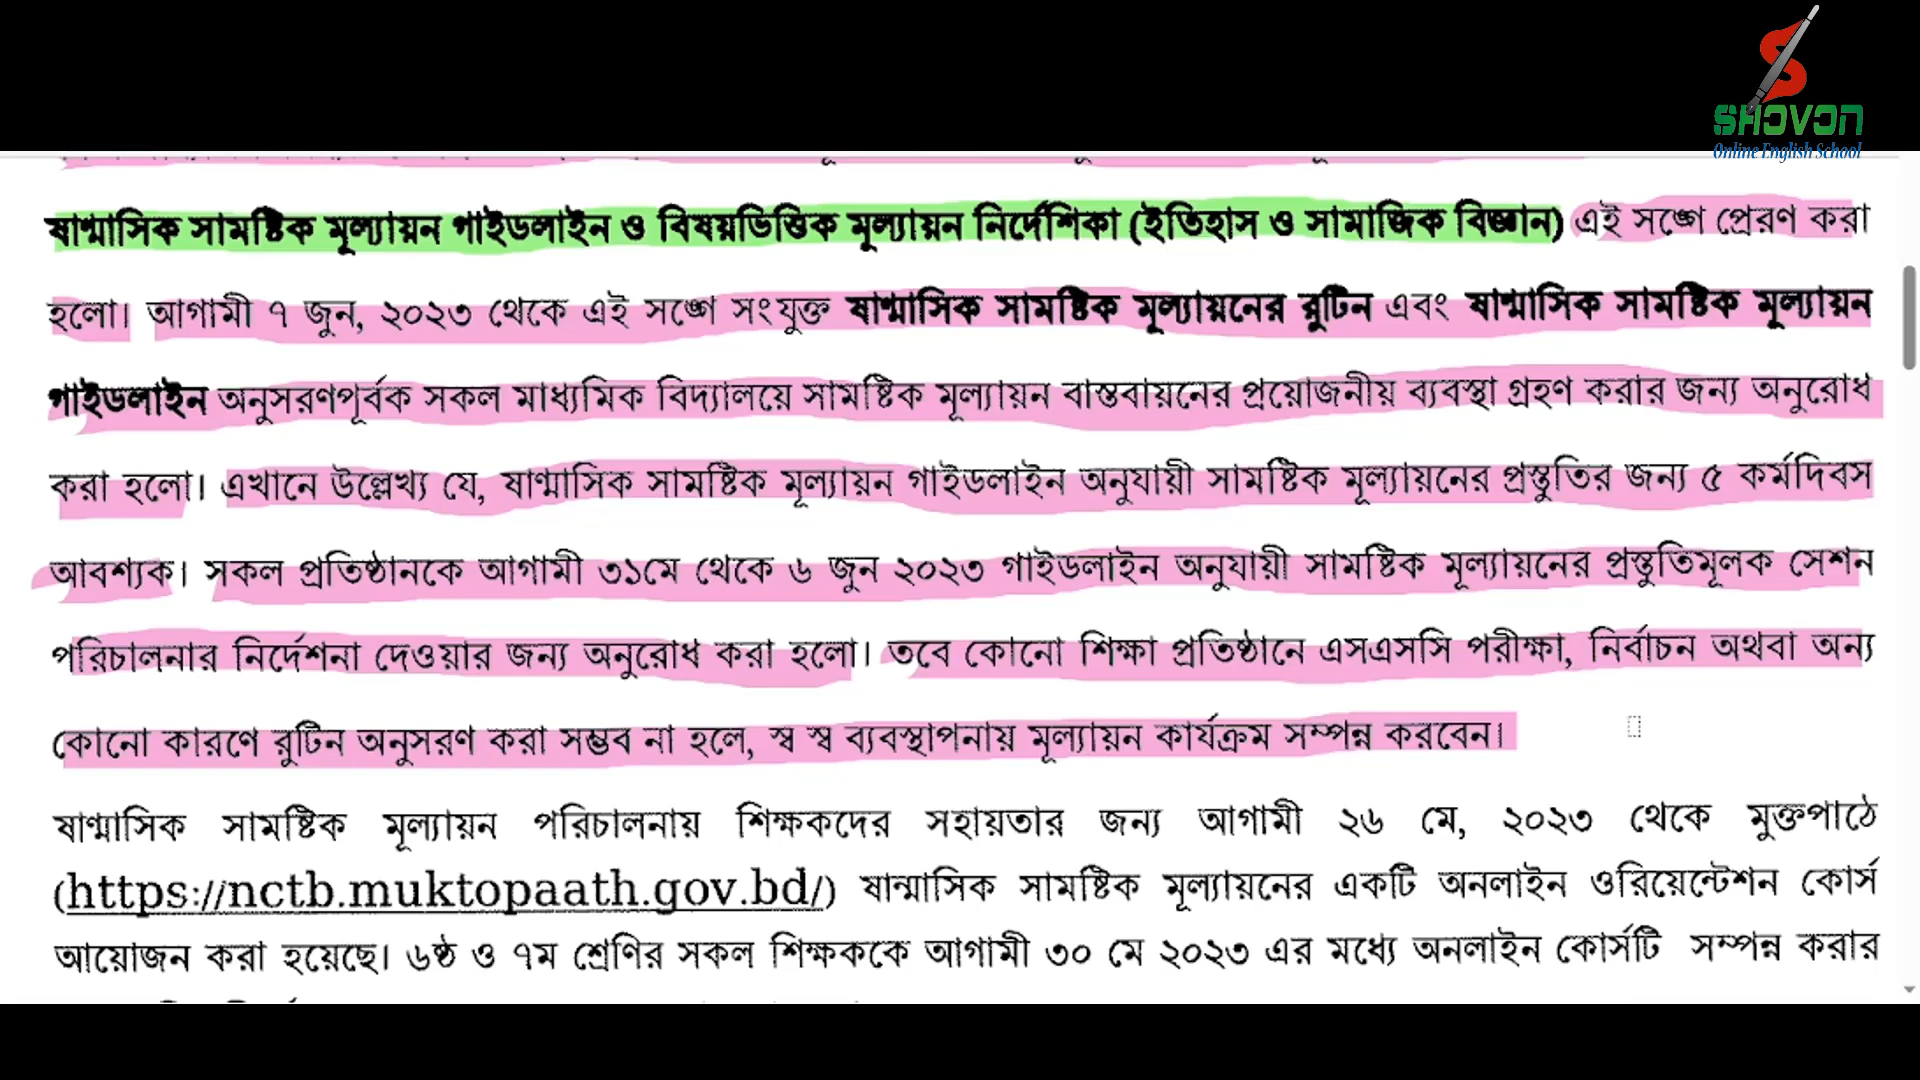 SHOVON
Online English School
ষাণ্মাসিক সামষ্টিক মূল্যায়ন গাইডলাইন ও বিষয়ভিত্তিক মূল্যায়ন নির্দেশিকা (ইতিহাস ও সামাজিক বিজ্ঞান) এই সঙ্গে প্রেরণ করা
হলো। আগামী ৭ জুন, ২০২৩ থেকে এই সঙ্গে সংযুক্ত ষাণ্মাসিক সামষ্টিক মূল্যায়নের রুটিন এবং ষাণ্মাসিক সামষ্টিক মূল্যায়ন
গাইডলাইন অনুসরণপূর্বক সকল মাধ্যমিক বিদ্যালয়ে সামষ্টিক মূল্যায়ন বাস্তবায়নের প্রয়োজনীয় ব্যবস্থা গ্রহণ করার জন্য অনুরোধ
করা হলো। এখানে উল্লেখ্য যে, ষাণ্মাসিক সামষ্টিক মূল্যায়ন গাইডলাইন অনুযায়ী সামষ্টিক মূল্যায়নের প্রস্তুতির জন্য ৫ কর্মদিবস
আবশ্যক। সকল প্রতিষ্ঠানকে আগামী ৩১মে থেকে ৬ জুন ২০২৩ গাইডলাইন অনুযায়ী সামষ্টিক মূল্যায়নের প্রস্তুতিমূলক সেশন
পরিচালনার নির্দেশনা দেওয়ার জন্য অনুরোধ করা হলো। তবে কোনো শিক্ষা প্রতিষ্ঠানে এসএসসি পরীক্ষা, নির্বাচন অথবা অন্য
কোনো কারণে রুটিন অনুসরণ করা সম্ভব না হলে, স্ব স্ব ব্যবস্থাপনায় মূল্যায়ন কার্যক্রম সম্পন্ন করবেন।
ষাণ্মাসিক সামষ্টিক মূল্যায়ন পরিচালনায় শিক্ষকদের সহায়তার জন্য আগামী ২৬ মে, ২০২৩ থেকে মুক্তপাঠে
(https://nctb.muktopaath.gov.bd/) ষান্মাসিক সামষ্টিক মূল্যায়নের একটি অনলাইন ওরিয়েন্টেশন কোর্স
আয়োজন করা হয়েছে। ৬ষ্ঠ ও ৭ম শ্রেণির সকল শিক্ষককে আগামী ৩০ মে ২০২৩ এর মধ্যে অনলাইন কোর্সটি সম্পন্ন করার